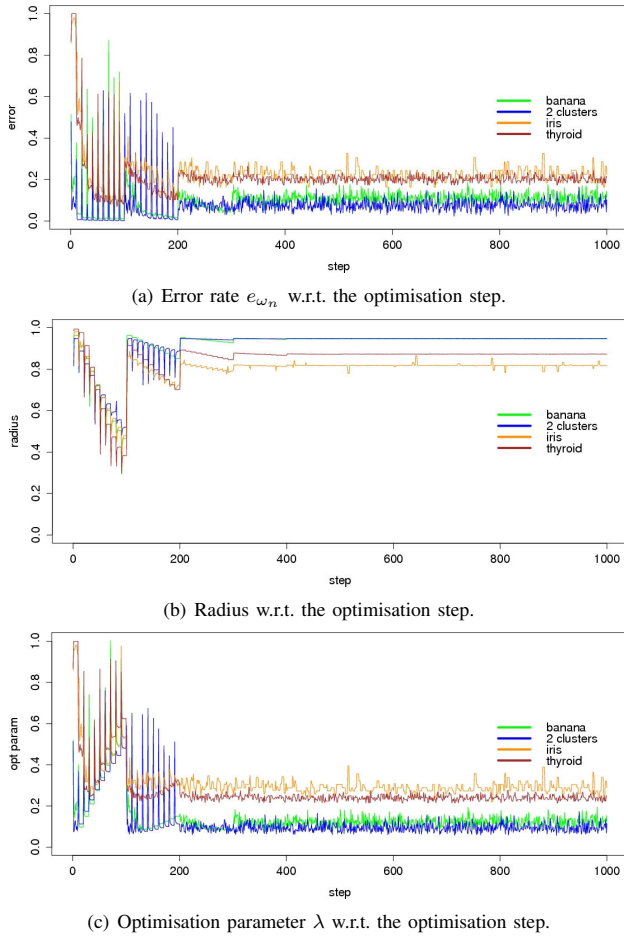 1.0
0.8
0.6
0.4
0.2
0.0
error
banana
2 clusters
iris
thyroid
0 200 400 600 800 1000
step
(a) Error rate eωn w.r.t. the optimisation step.
1.0
0.8
0.6
0.4
0.2
0.0
radius
banana
2 clusters
iris
thyroid
0 200 400 600 800 1000
step
(b) Radius w.r.t. the optimisation step.
1.0
0.8
0.6
0.4
0.2
0.0
opt param
banana
2 clusters
iris
thyroid
0 200 400 600 800 1000
step
(c) Optimisation parameter λ w.r.t. the optimisation step.